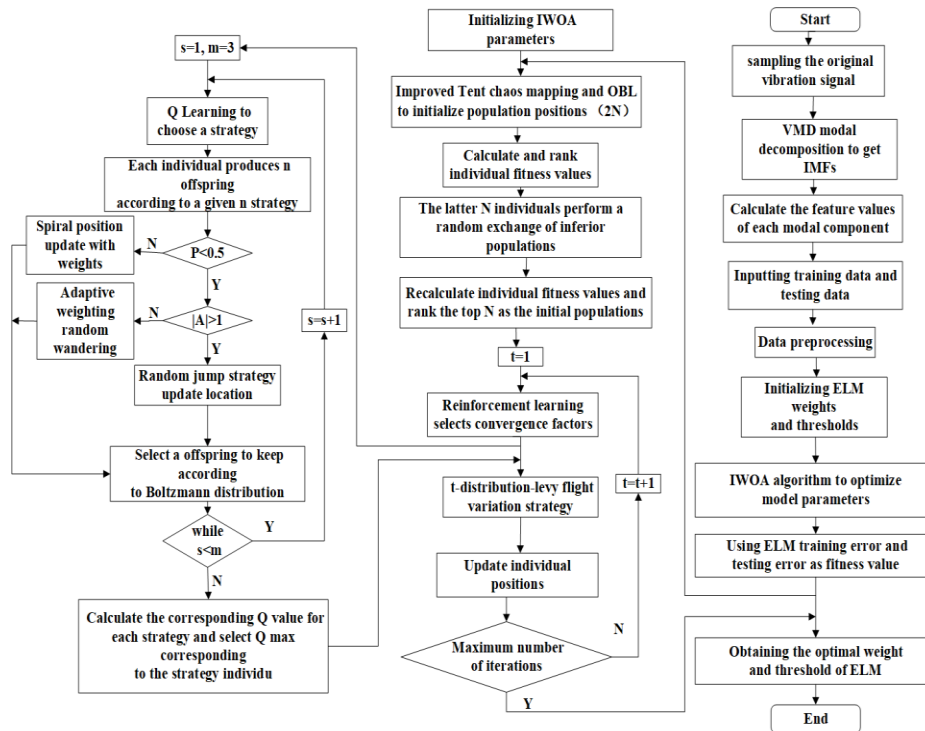 s=1, m=3
Q Learning to
choose a strategy
Each individual produces n
offspring
according to a given n strategy
Spiral position
update with
weights
N
P<0.5
Y
Adaptive
weighting
random
wandering
N
|A|>1
Y
s=s+1
Random jump strategy
update location
Select a offspring to keep
according
to Boltzmann distribution
while
s<m
Y
N
Calculate the corresponding Q value for
each strategy and select Q max
corresponding
to the strategy individu
Initializing IWOA
parameters
Improved Tent chaos mapping and OBL
to initialize population positions （2N）
Calculate and rank
individual fitness values
The latter N individuals perform a
random exchange of inferior
populations
Recalculate individual fitness values and
rank the top N as the initial populations
t=1
Reinforcement learning
selects convergence factors
t=t+1
t-distribution-levy flight
variation strategy
Update individual
positions
N
Maximum number
of iterations
Y
Start
sampling the original
vibration signal
VMD modal
decomposition to get
IMFs
Calculate the feature values
of each modal component
Inputting training data and
testing data
Data preprocessing
Initializing ELM
weights
and thresholds
IWOA algorithm to optimize
model parameters
Using ELM training error and
testing error as fitness value
Obtaining the optimal weight
and threshold of ELM
End